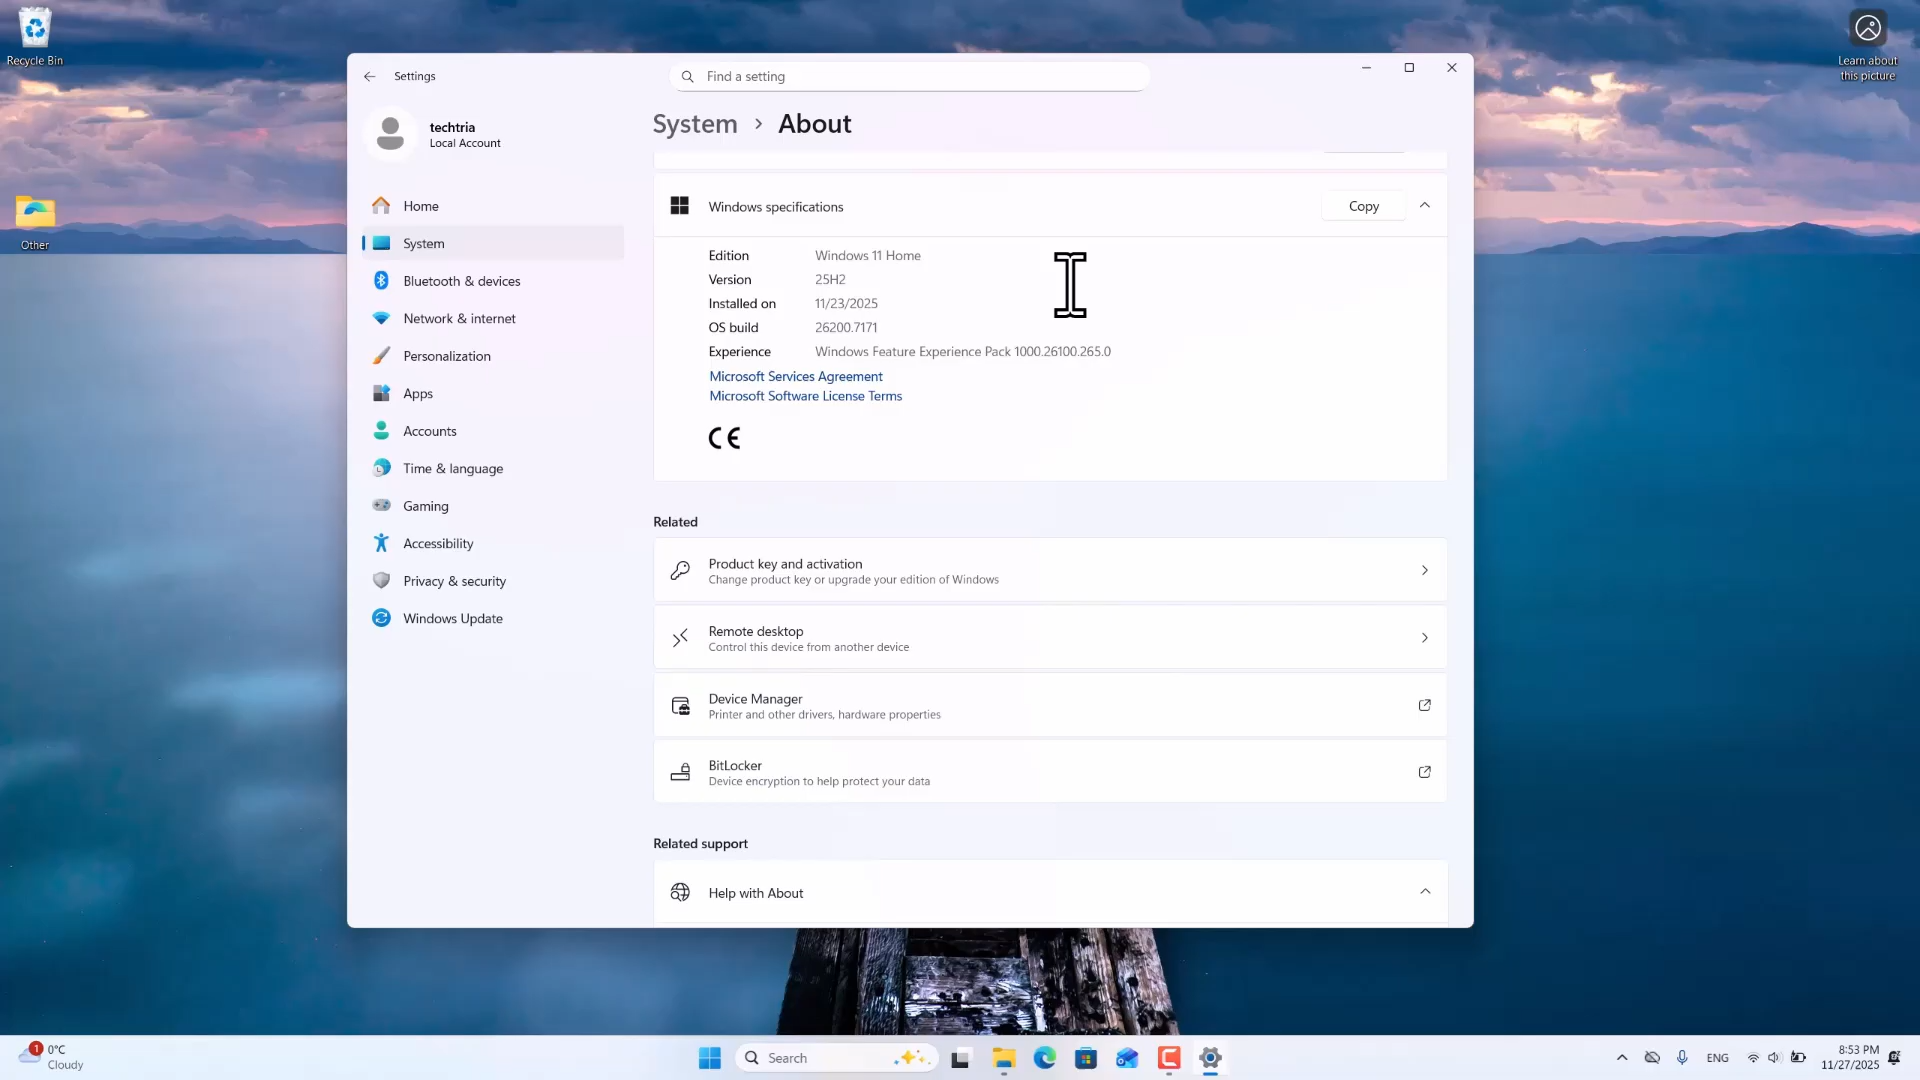 Recycle Bin
Learn about
this picture
Other
Settings
Find a setting
techtria
Local Account
System > About
Home
System
Bluetooth & devices
Network & internet
Personalization
Apps
Accounts
Time & language
Gaming
Accessibility
Privacy & security
Windows Update
Windows specifications
Copy
Edition Windows 11 Home
Version 25H2
Installed on 11/23/2025
OS build 26200.7171
Experience Windows Feature Experience Pack 1000.26100.265.0
Microsoft Services Agreement
Microsoft Software License Terms
CE
Related
Product key and activation
Change product key or upgrade your edition of Windows
Remote desktop
Control this device from another device
Device Manager
Printer and other drivers, hardware properties
BitLocker
Device encryption to help protect your data
Related support
Help with About
1
0°C
Cloudy
Search
ENG
8:53 PM
11/27/2025